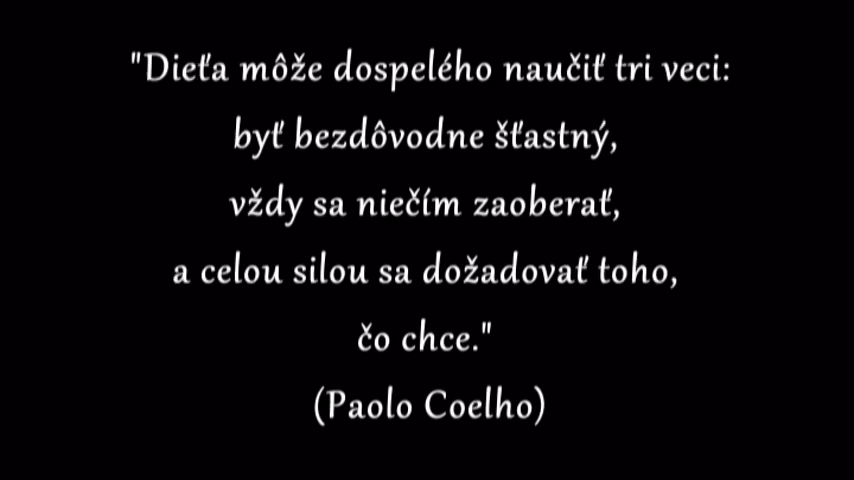 "Dieťa môže dospelého naučiť tri veci:
byť bezdôvodne šťastný,
vždy sa niečím zaoberať,
a celou silou sa dožadovať toho,
čo chce."
(Paolo Coelho)